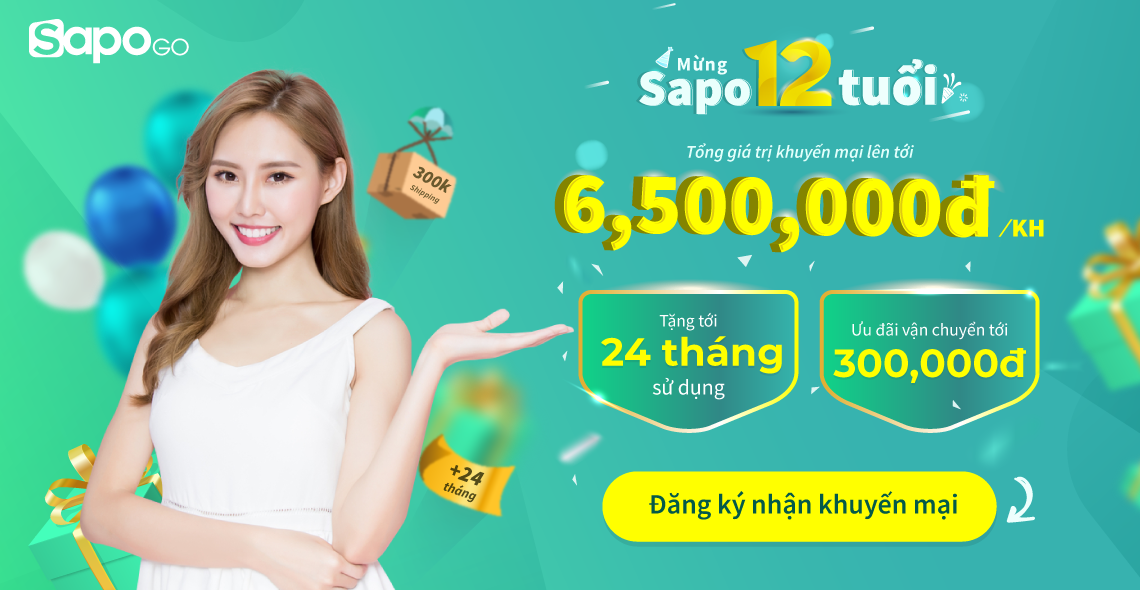 Sapo GO
Mừng
Sapo 12 tuổi
Tổng giá trị khuyến mại lên tới
6,500,000đ /KH
300k
Shipping
Tặng tới
24 tháng
sử dụng
Ưu đãi vận chuyển tới
300,000đ
+24
tháng
Đăng ký nhận khuyến mại